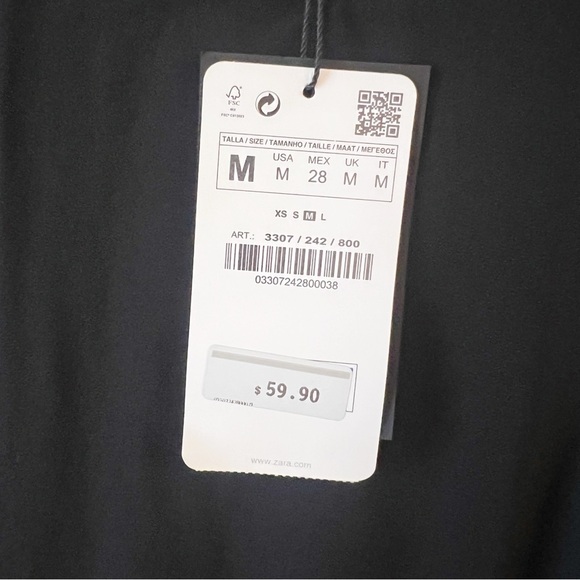 FSC
TALLA / SIZE / TAMANHO / TAILLE / MAAT / ΜΕΓΕΘΟΣ
M USA M MEX 28 UK M IT M
XS S M L
ART.: 3307 / 242 / 800
03307242800038
$ 59.90
www.zara.com